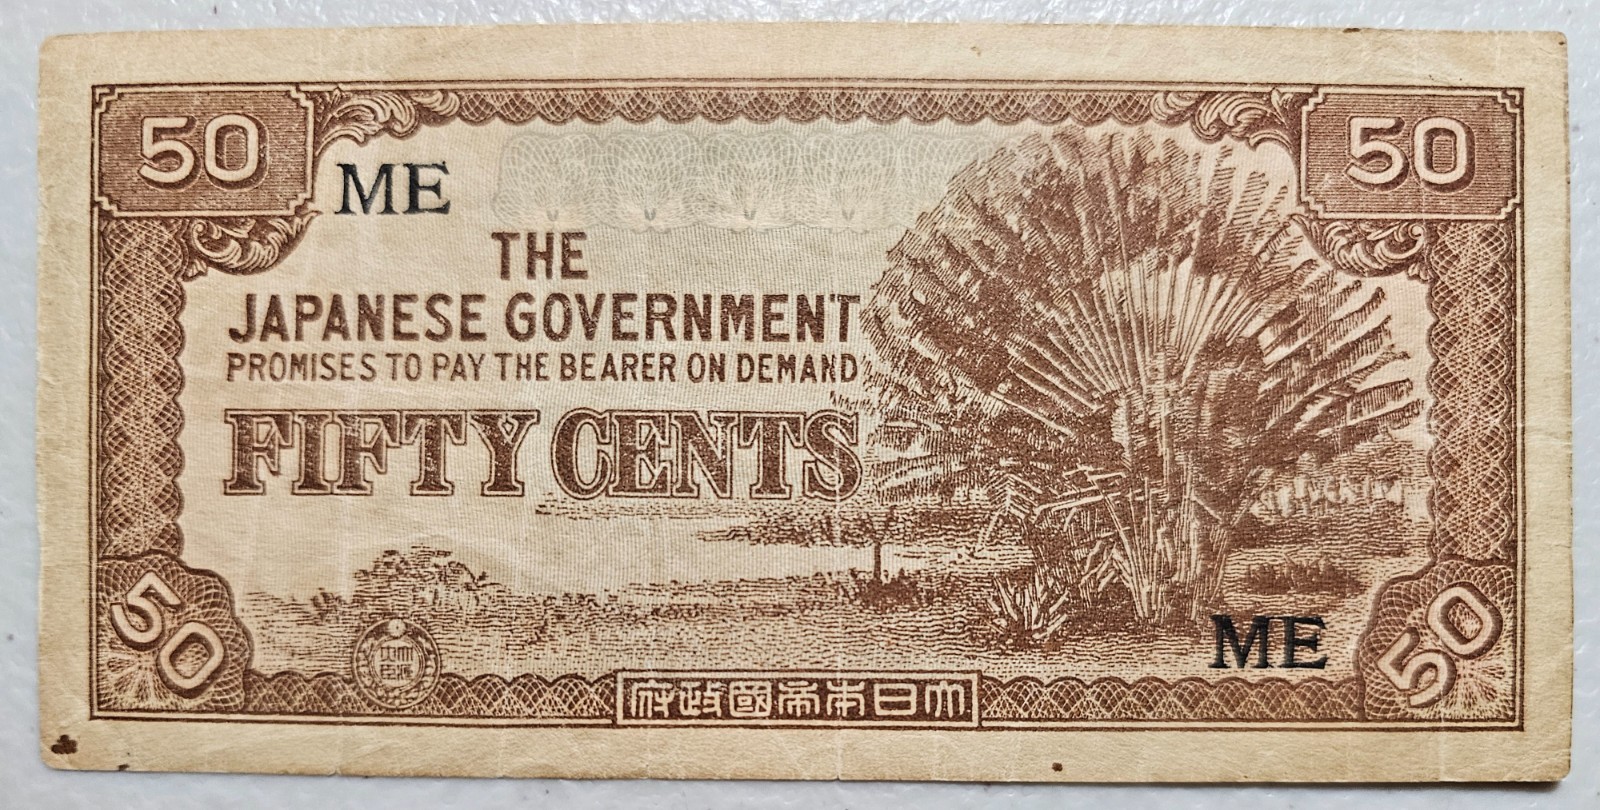 50
50
ME
THE
JAPANESE GOVERNMENT
PROMISES TO PAY THE BEARER ON DEMAND
FIFTY CENTS
ME
50
50
府政國帝本日大